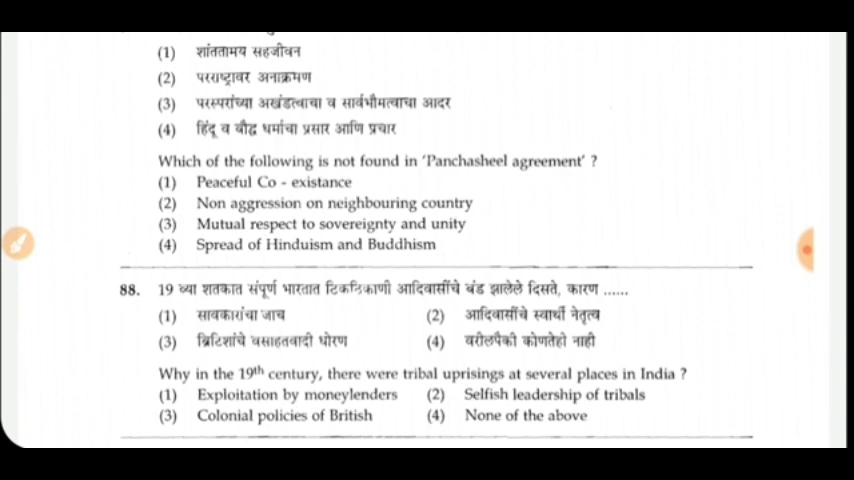 (1) शांततामय सहजीवन
(2) परराष्ट्रावर अनाक्रमण
(3) परस्परांच्या अखंडत्वाचा व सार्वभौमत्वाचा आदर
(4) हिंदू व बौद्ध धर्माचा प्रसार आणि प्रचार
Which of the following is not found in 'Panchasheel agreement' ?
(1) Peaceful Co - existance
(2) Non aggression on neighbouring country
(3) Mutual respect to sovereignty and unity
(4) Spread of Hinduism and Buddhism
88. 19 व्या शतकात संपूर्ण भारतात ठिकठिकाणी आदिवासींचे बंड झालेले दिसते, कारण ......
(1) सावकारांचा जाच (2) आदिवासींचे स्वार्थी नेतृत्व
(3) ब्रिटिशांचे वसाहतवादी धोरण (4) वरीलपैकी कोणतेही नाही
Why in the 19th century, there were tribal uprisings at several places in India ?
(1) Exploitation by moneylenders (2) Selfish leadership of tribals
(3) Colonial policies of British (4) None of the above